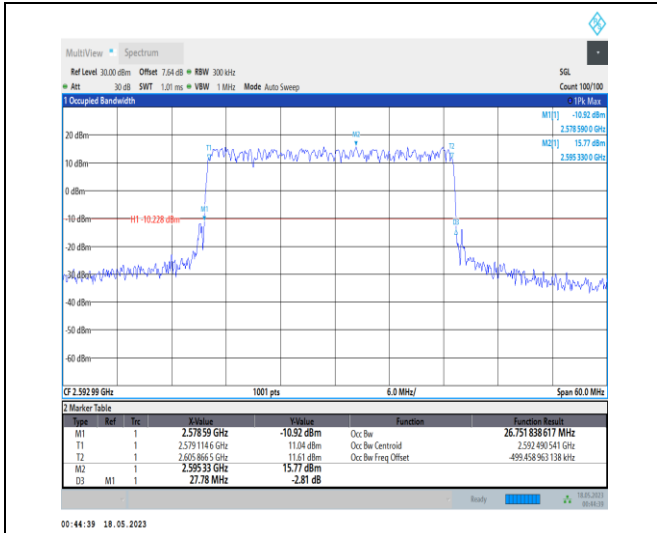 MultiView Spectrum
Ref Level 30.00 dBm Offset 7.64 dB RBW 300 kHz SGL
Att 30 dB SWT 1.01 ms VBW 1 MHz Mode Auto Sweep Count 100/100
1 Occupied Bandwidth 1Pk Max
M1[1] -10.92 dBm
2.578 590 0 GHz
M2[1] 15.77 dBm
2.595 330 0 GHz
20 dBm
M2
T1
T2
10 dBm
0 dBm
M1
-10 dBm
H1 -10.228 dBm
D3
-20 dBm
-30 dBm
-40 dBm
-50 dBm
-60 dBm
CF 2.592 99 GHz 1001 pts 6.0 MHz/ Span 60.0 MHz
2 Marker Table
Type Ref Trc X-Value Y-Value Function Function Result
M1 1 2.578 59 GHz -10.92 dBm Occ Bw 26.751 838 617 MHz
T1 1 2.579 114 6 GHz 11.04 dBm Occ Bw Centroid 2.592 490 541 GHz
T2 1 2.605 866 5 GHz 11.61 dBm Occ Bw Freq Offset -499.458 963 138 kHz
M2 1 2.595 33 GHz 15.77 dBm
D3 M1 1 27.78 MHz -2.81 dB
Ready 18.05.2023
00:44:39
00:44:39 18.05.2023